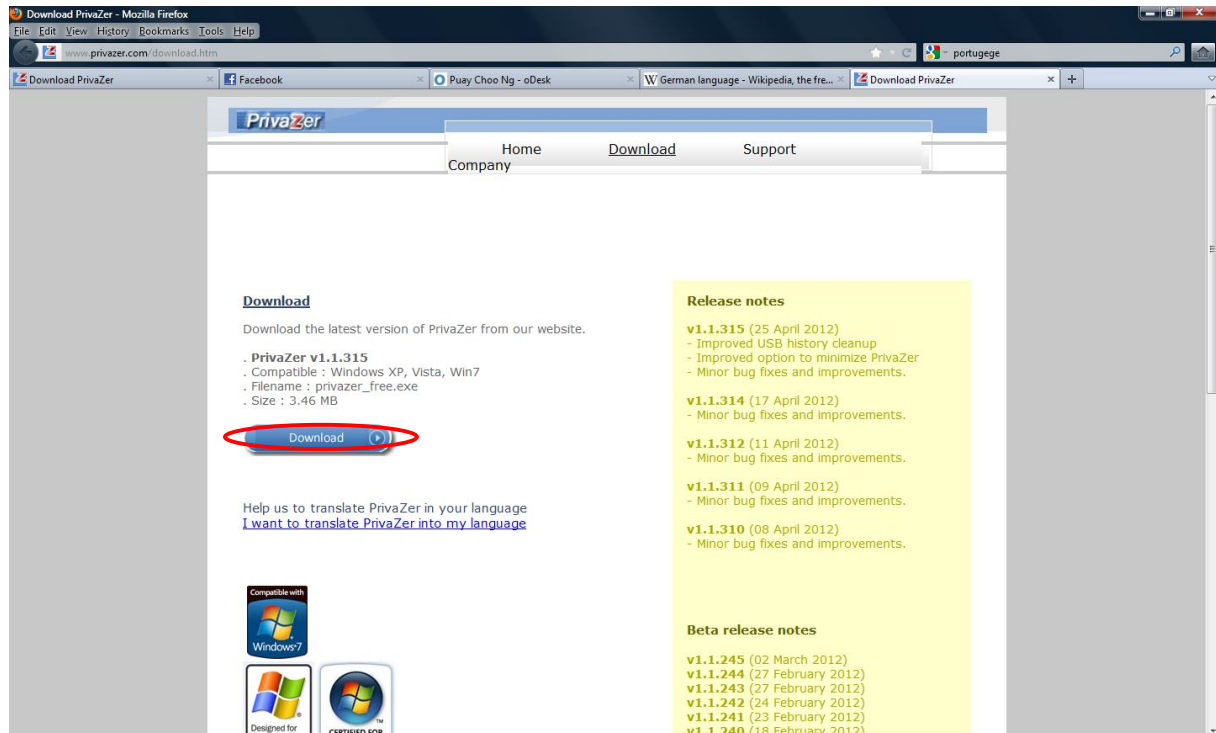 Download PrivaZer - Mozilla Firefox
File Edit View History Bookmarks Tools Help
www.privazer.com/download.htm
portugege
Download PrivaZer
Facebook
Puay Choo Ng - oDesk
German language - Wikipedia, the fre...
Download PrivaZer
PrivaZer
Home Download Support
Company
Download
Download the latest version of PrivaZer from our website.
. PrivaZer v1.1.315
. Compatible : Windows XP, Vista, Win7
. Filename : privazer_free.exe
. Size : 3.46 MB
Download
Help us to translate PrivaZer in your language
I want to translate PrivaZer into my language
Compatible with
Windows 7
Designed for
CERTIFIED FOR
Release notes
v1.1.315 (25 April 2012)
- Improved USB history cleanup
- Improved option to minimize PrivaZer
- Minor bug fixes and improvements.
v1.1.314 (17 April 2012)
- Minor bug fixes and improvements.
v1.1.312 (11 April 2012)
- Minor bug fixes and improvements.
v1.1.311 (09 April 2012)
- Minor bug fixes and improvements.
v1.1.310 (08 April 2012)
- Minor bug fixes and improvements.
Beta release notes
v1.1.245 (02 March 2012)
v1.1.244 (27 February 2012)
v1.1.243 (27 February 2012)
v1.1.242 (24 February 2012)
v1.1.241 (23 February 2012)
v1.1.240 (18 February 2012)